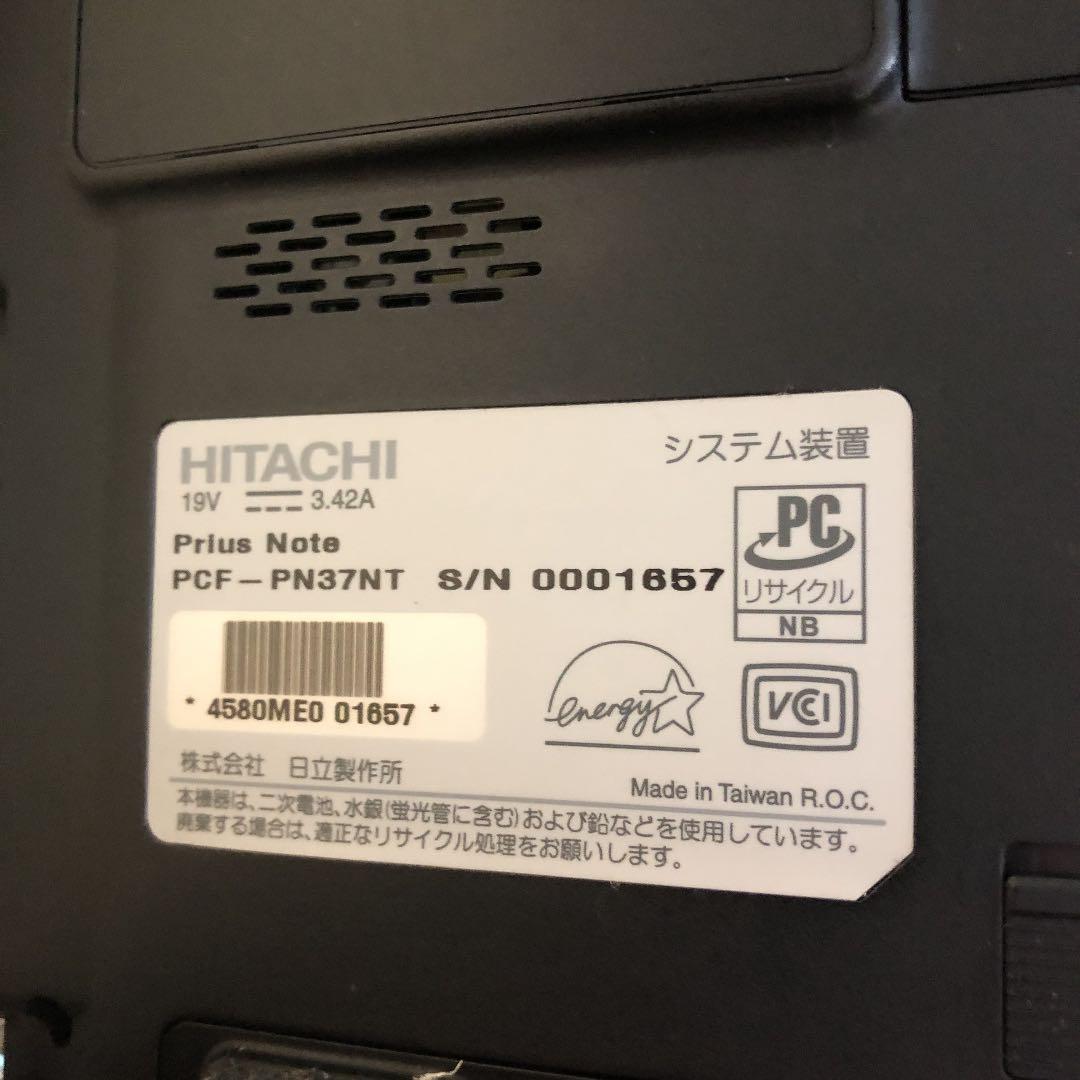 HITACHI
システム装置
19V 3.42A
Prius Note
PCF-PN37NT S/N 0001657
PC
リサイクル
NB
* 4580ME0 01657 *
energy
VCCI
株式会社 日立製作所
Made in Taiwan R.O.C.
本機器は、二次電池、水銀(蛍光管に含む)および鉛などを使用しています。
廃業する場合は、適正なリサイクル処理をお願いします。